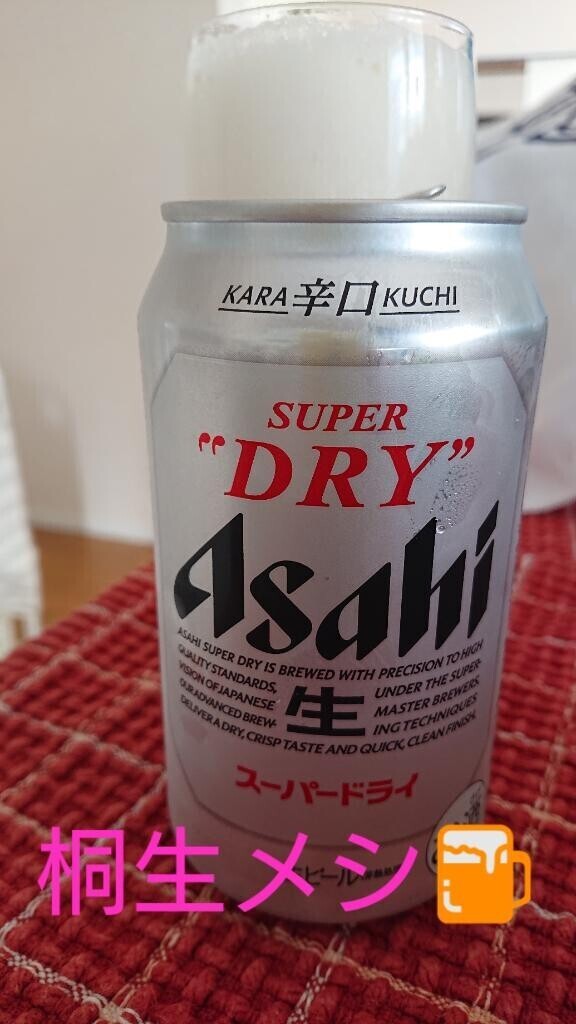 KARA 辛口 KUCHI
SUPER
"DRY"
Asahi
ASAHI SUPER DRY IS BREWED WITH PRECISION TO HIGH
QUALITY STANDARDS, UNDER THE SUPER-
VISION OF JAPANESE MASTER BREWERS.
OUR ADVANCED BREW- 生 ING TECHNIQUES
DELIVER A DRY, CRISP TASTE AND QUICK, CLEAN FINISH.
スーパードライ
桐生メシ🍺
生ビール